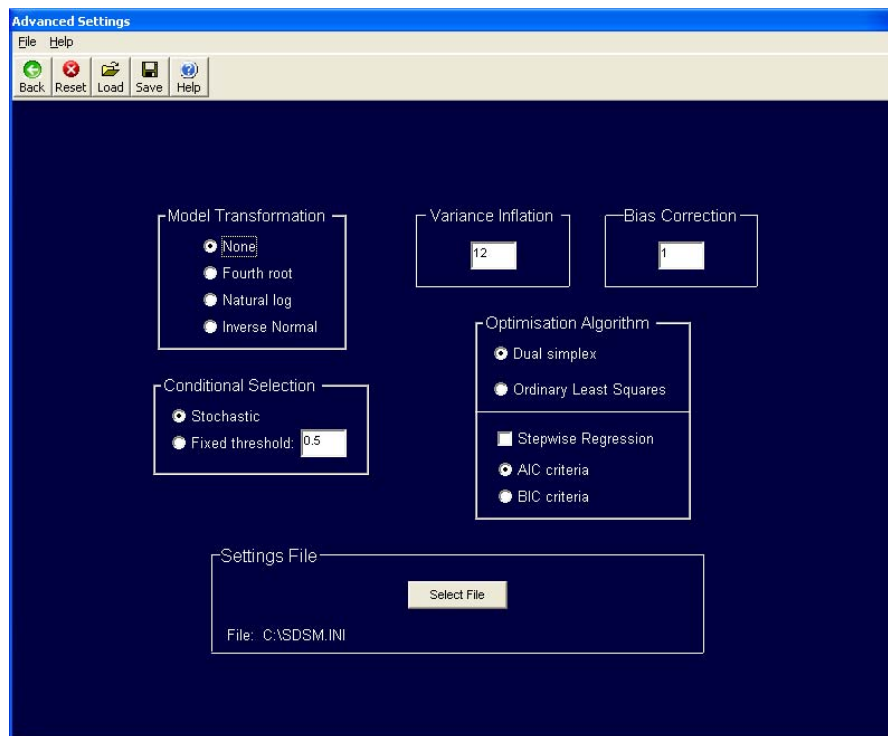 Advanced Settings
File Help
Back Reset Load Save Help
Model Transformation
None
Fourth root
Natural log
Inverse Normal
Variance Inflation
12
Bias Correction
1
Conditional Selection
Stochastic
Fixed threshold: 0.5
Optimisation Algorithm
Dual simplex
Ordinary Least Squares
Stepwise Regression
AIC criteria
BIC criteria
Settings File
Select File
File: C:\SDSM.INI